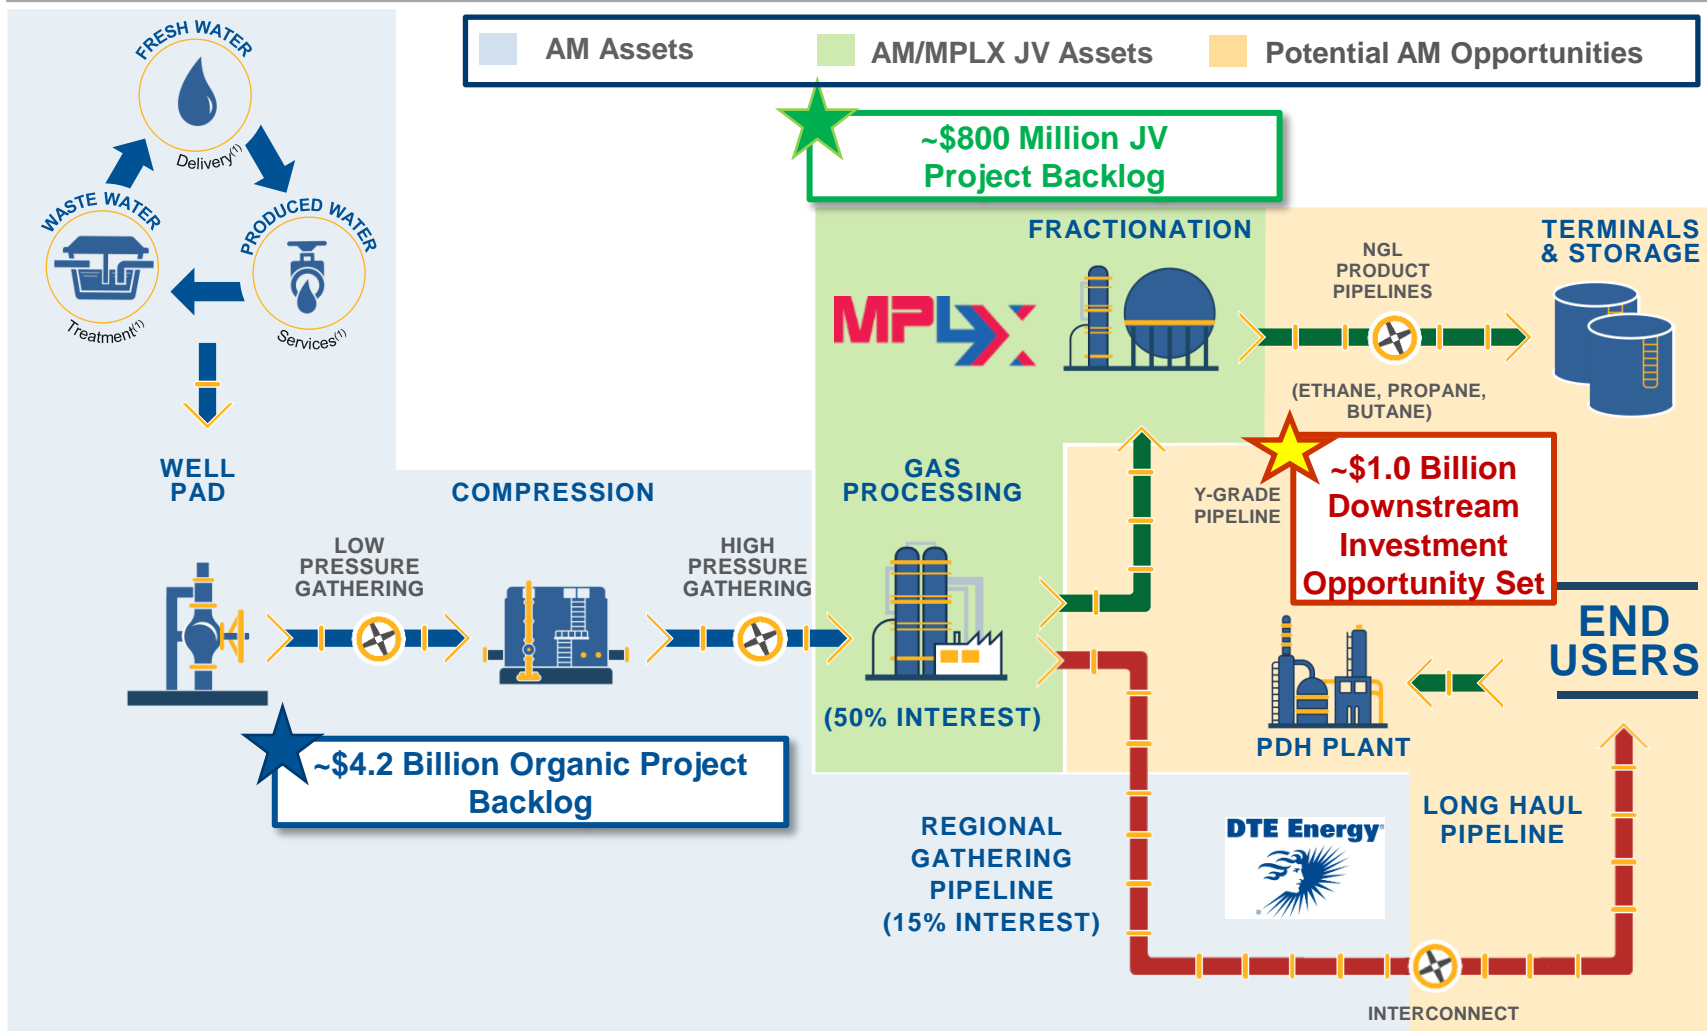 AM Assets
AM/MPLX JV Assets
Potential AM Opportunities
FRESH WATER
Delivery(1)
WASTE WATER
Treatment(1)
PRODUCED WATER
Services(1)
~$800 Million JV
Project Backlog
FRACTIONATION
MPLX
NGL
PRODUCT
PIPELINES
(ETHANE, PROPANE,
BUTANE)
TERMINALS
& STORAGE
WELL
PAD
COMPRESSION
GAS
PROCESSING
Y-GRADE
PIPELINE
~$1.0 Billion
Downstream
Investment
Opportunity Set
LOW
PRESSURE
GATHERING
HIGH
PRESSURE
GATHERING
(50% INTEREST)
END
USERS
PDH PLANT
~$4.2 Billion Organic Project
Backlog
REGIONAL
GATHERING
PIPELINE
(15% INTEREST)
DTE Energy®
®
LONG HAUL
PIPELINE
INTERCONNECT